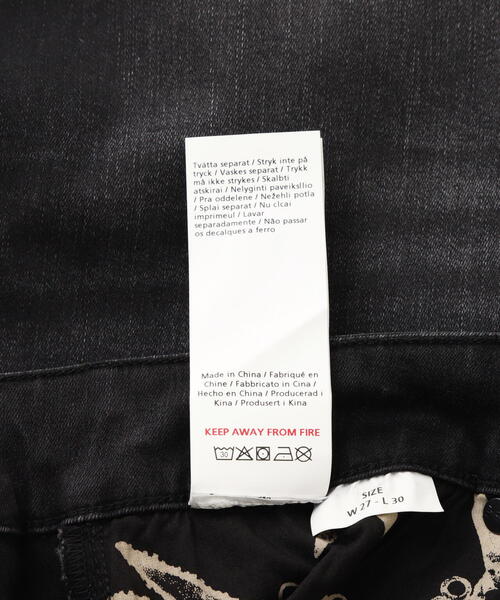 Tvätta separat / Stryk inte på
tryck / Vaskes separat / Trykk
må ikke strykes / Skalbti
atskirai / Nelyginti paveiksllio
/ Pra oddelene / Nežehli potla
/ Splai separat / Nu clcai
imprimeul / Lavar
separadamente / Não passar
os decalques a ferro
Made in China / Fabriqué en
Chine / Fabbricato in Cina /
Hecho en China / Producerad i
Kina / Produsert i Kina
KEEP AWAY FROM FIRE
30
SIZE
W 27 - L 30